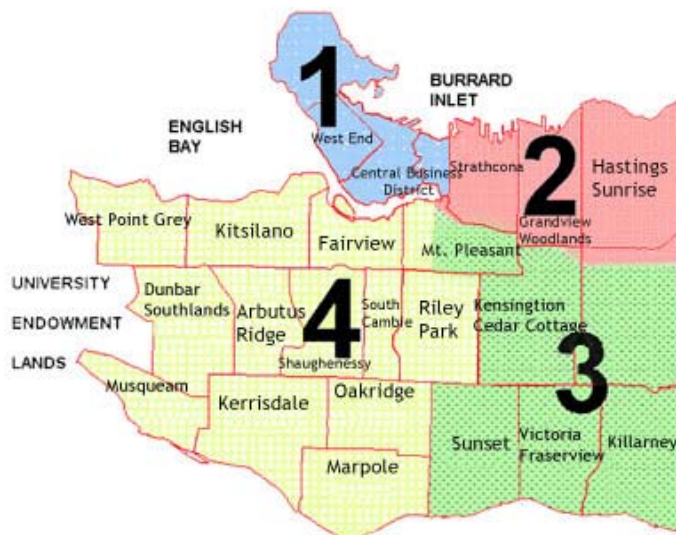 1
BURRARD
INLET
ENGLISH
BAY
West End
Central Business
District
Strathcona
2
Hastings
Sunrise
Grandview
Woodlands
West Point Grey
Kitsilano
Fairview
Mt. Pleasant
UNIVERSITY
ENDOWMENT
LANDS
Dunbar
Southlands
Arbutus
Ridge
4
Shaughenessy
South
Cambie
Riley
Park
Kensingtion
Cedar Cottage
3
Musqueam
Kerrisdale
Oakridge
Marpole
Sunset
Victoria
Fraserview
Killarney